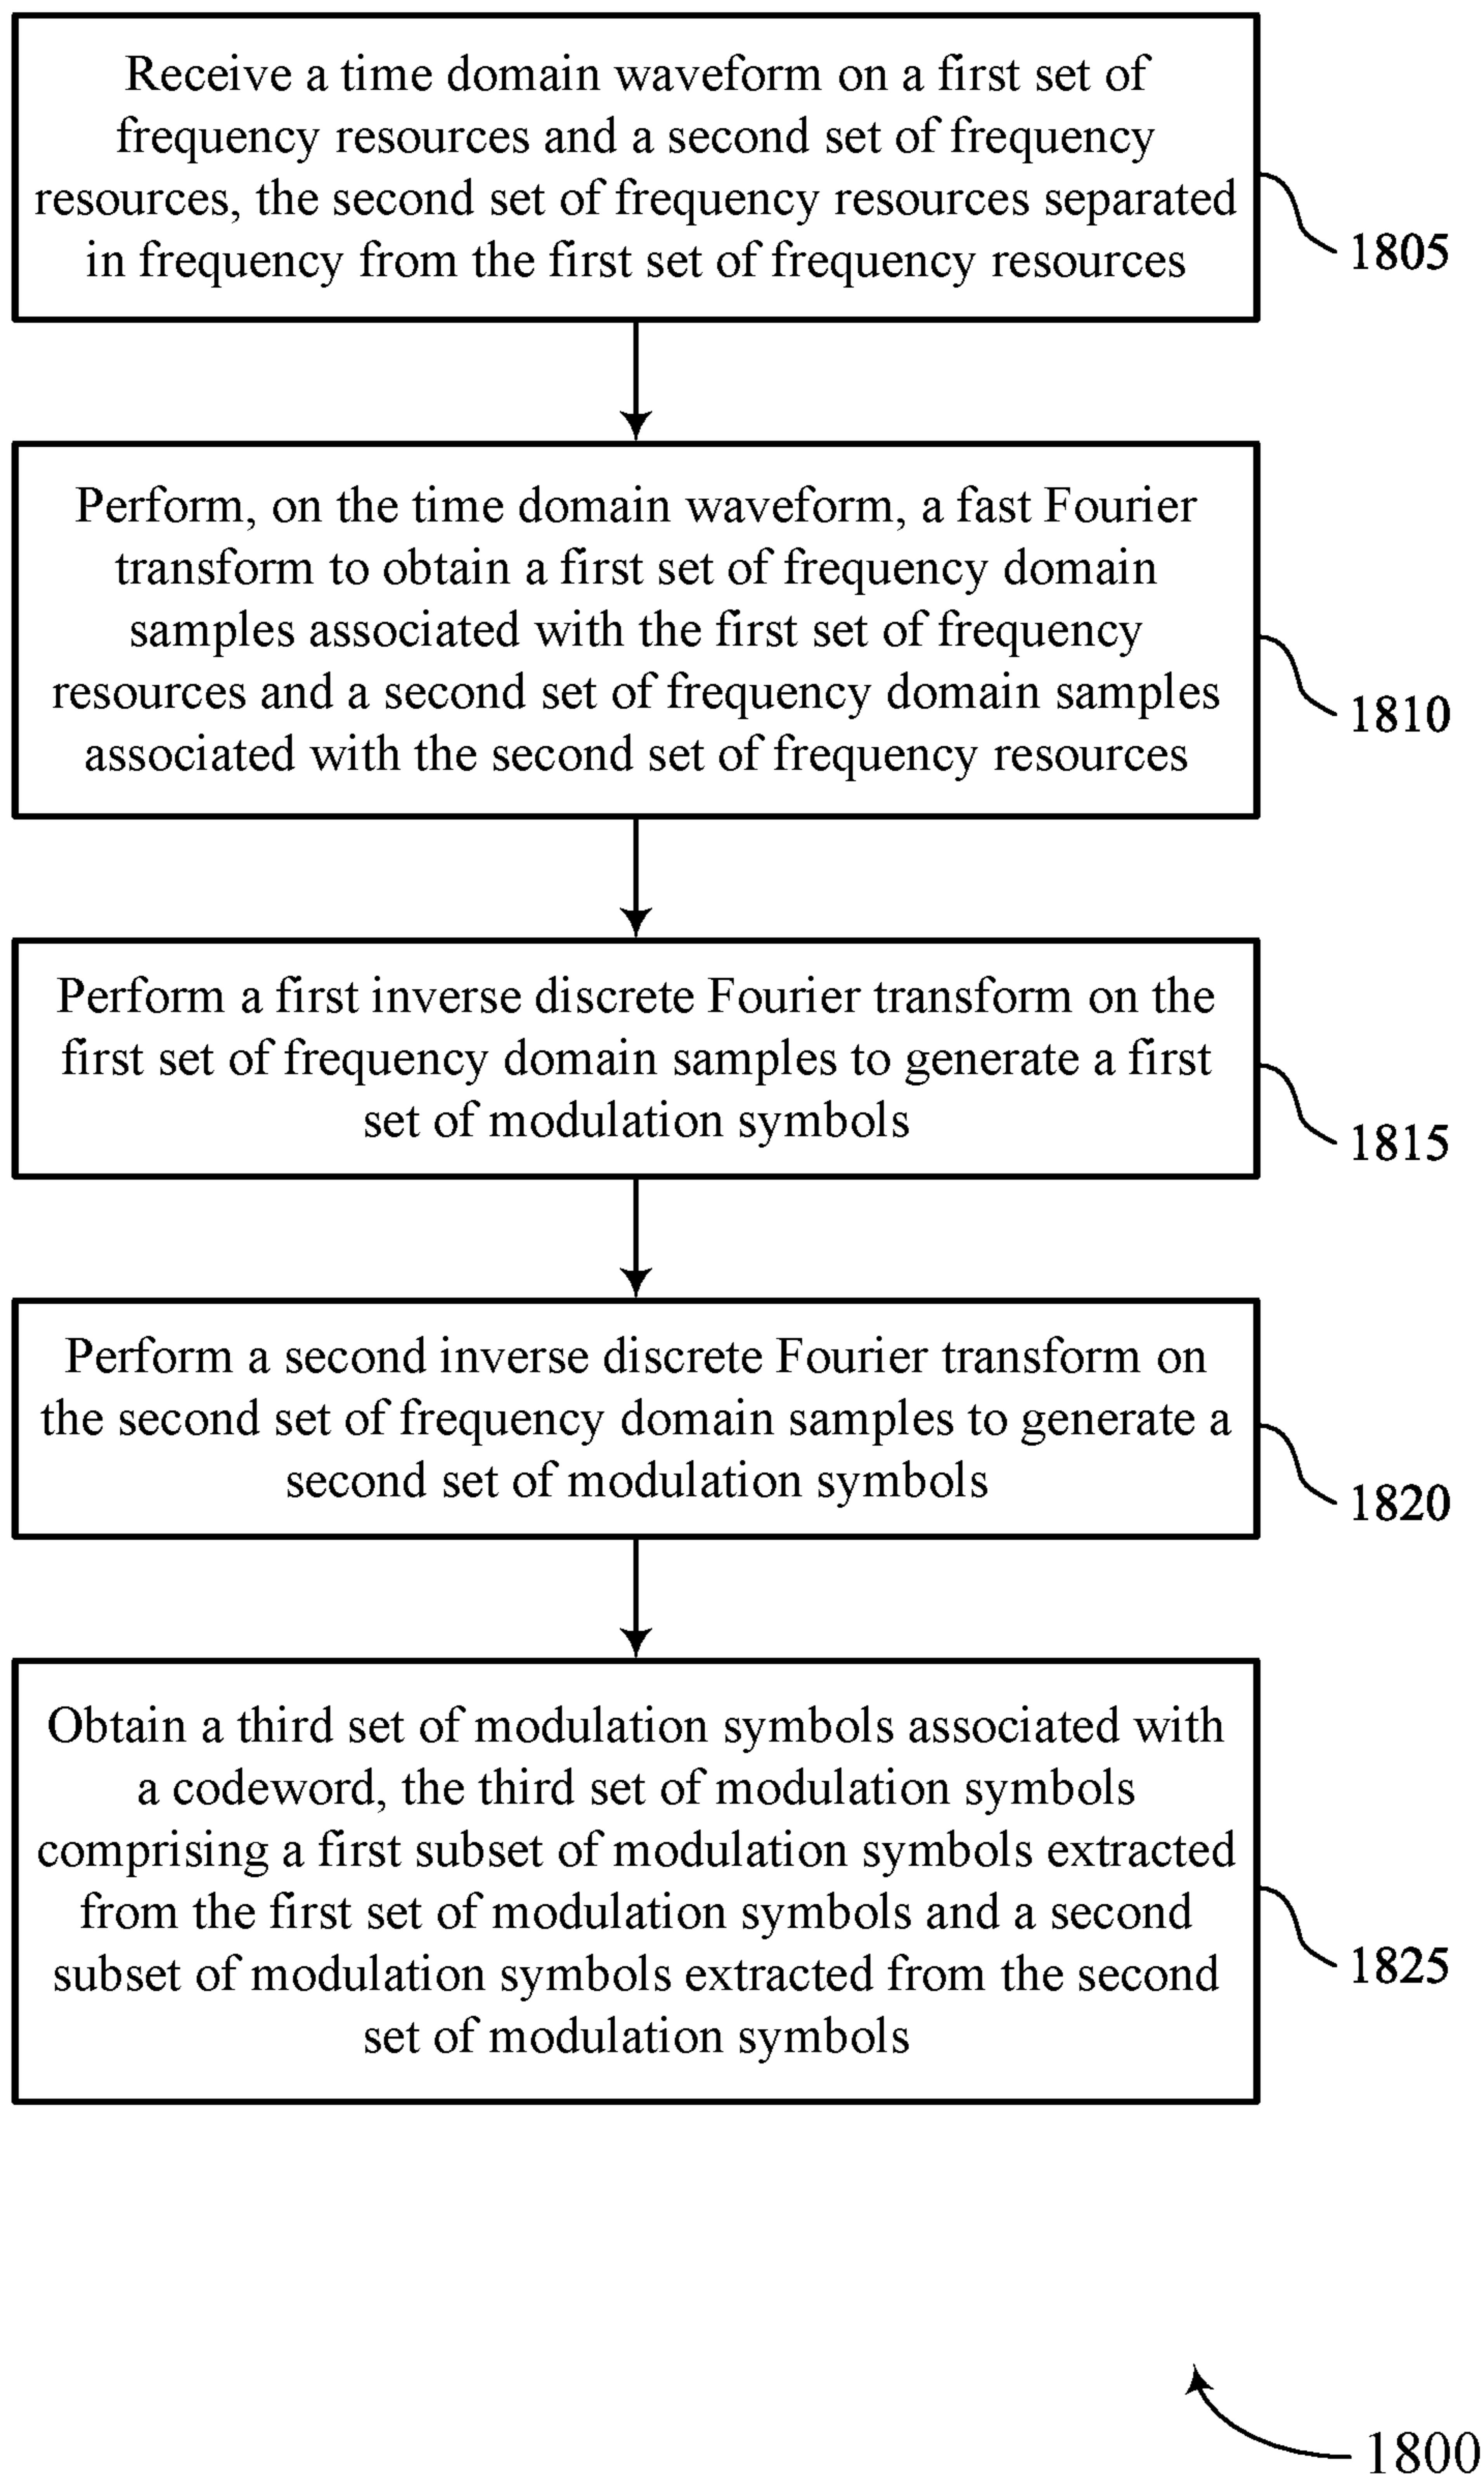 Receive a time domain waveform on a first set of
frequency resources and a second set of frequency
resources, the second set of frequency resources separated
in frequency from the first set of frequency resources
1805
Perform, on the time domain waveform, a fast Fourier
transform to obtain a first set of frequency domain
samples associated with the first set of frequency
resources and a second set of frequency domain samples
associated with the second set of frequency resources
1810
Perform a first inverse discrete Fourier transform on the
first set of frequency domain samples to generate a first
set of modulation symbols
1815
Perform a second inverse discrete Fourier transform on
the second set of frequency domain samples to generate a
second set of modulation symbols
1820
Obtain a third set of modulation symbols associated with
a codeword, the third set of modulation symbols
comprising a first subset of modulation symbols extracted
from the first set of modulation symbols and a second
subset of modulation symbols extracted from the second
set of modulation symbols
1825
1800